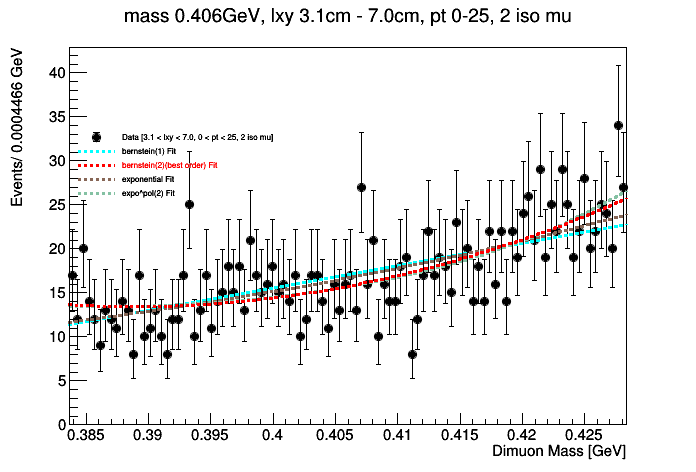 mass 0.406GeV, lxy 3.1cm - 7.0cm, pt 0-25, 2 iso mu
Events/ 0.0004466 GeV
40
35
30
25
20
15
10
5
0
Data [3.1 < lxy < 7.0, 0 < pt < 25, 2 iso mu]
bernstein(1) Fit
bernstein(2)(best order) Fit
exponential Fit
expo*pol(2) Fit
0.385 0.39 0.395 0.4 0.405 0.41 0.415 0.42 0.425
Dimuon Mass [GeV]